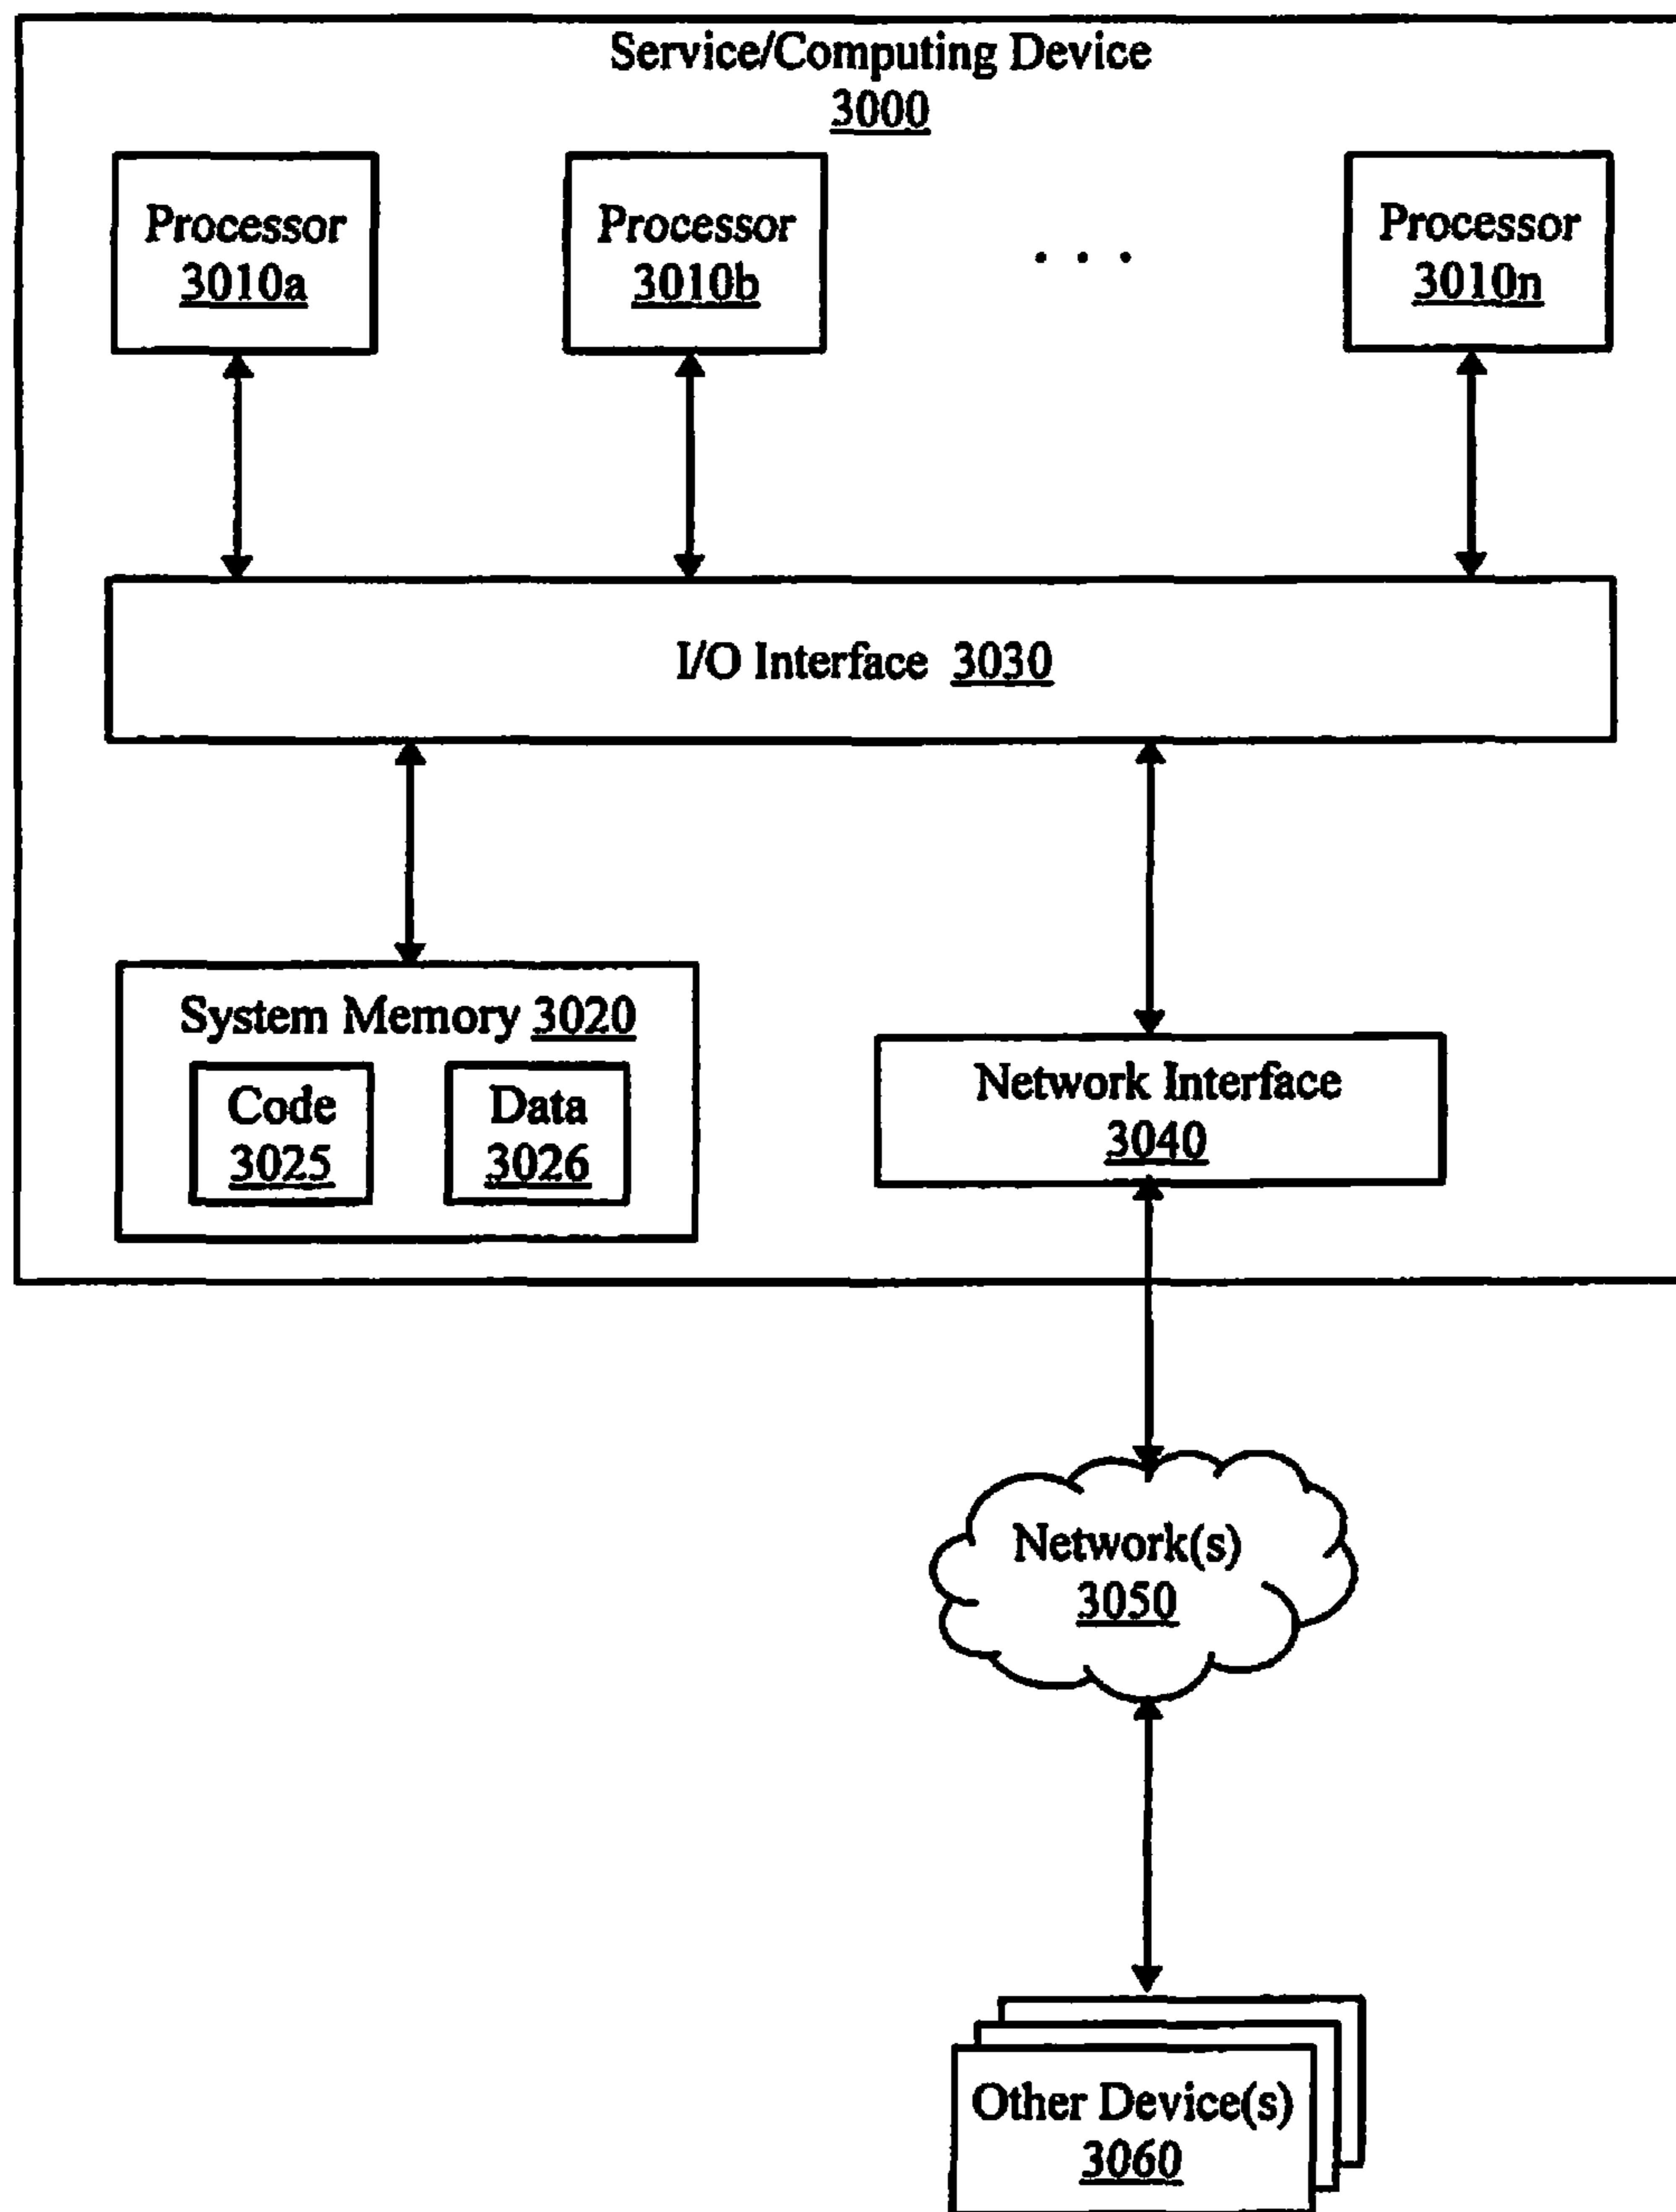 Service/Computing Device
3000
Processor
3010a
Processor
3010b
. . .
Processor
3010n
I/O Interface 3030
System Memory 3020
Code
3025
Data
3026
Network Interface
3040
Network(s)
3050
Other Device(s)
3060